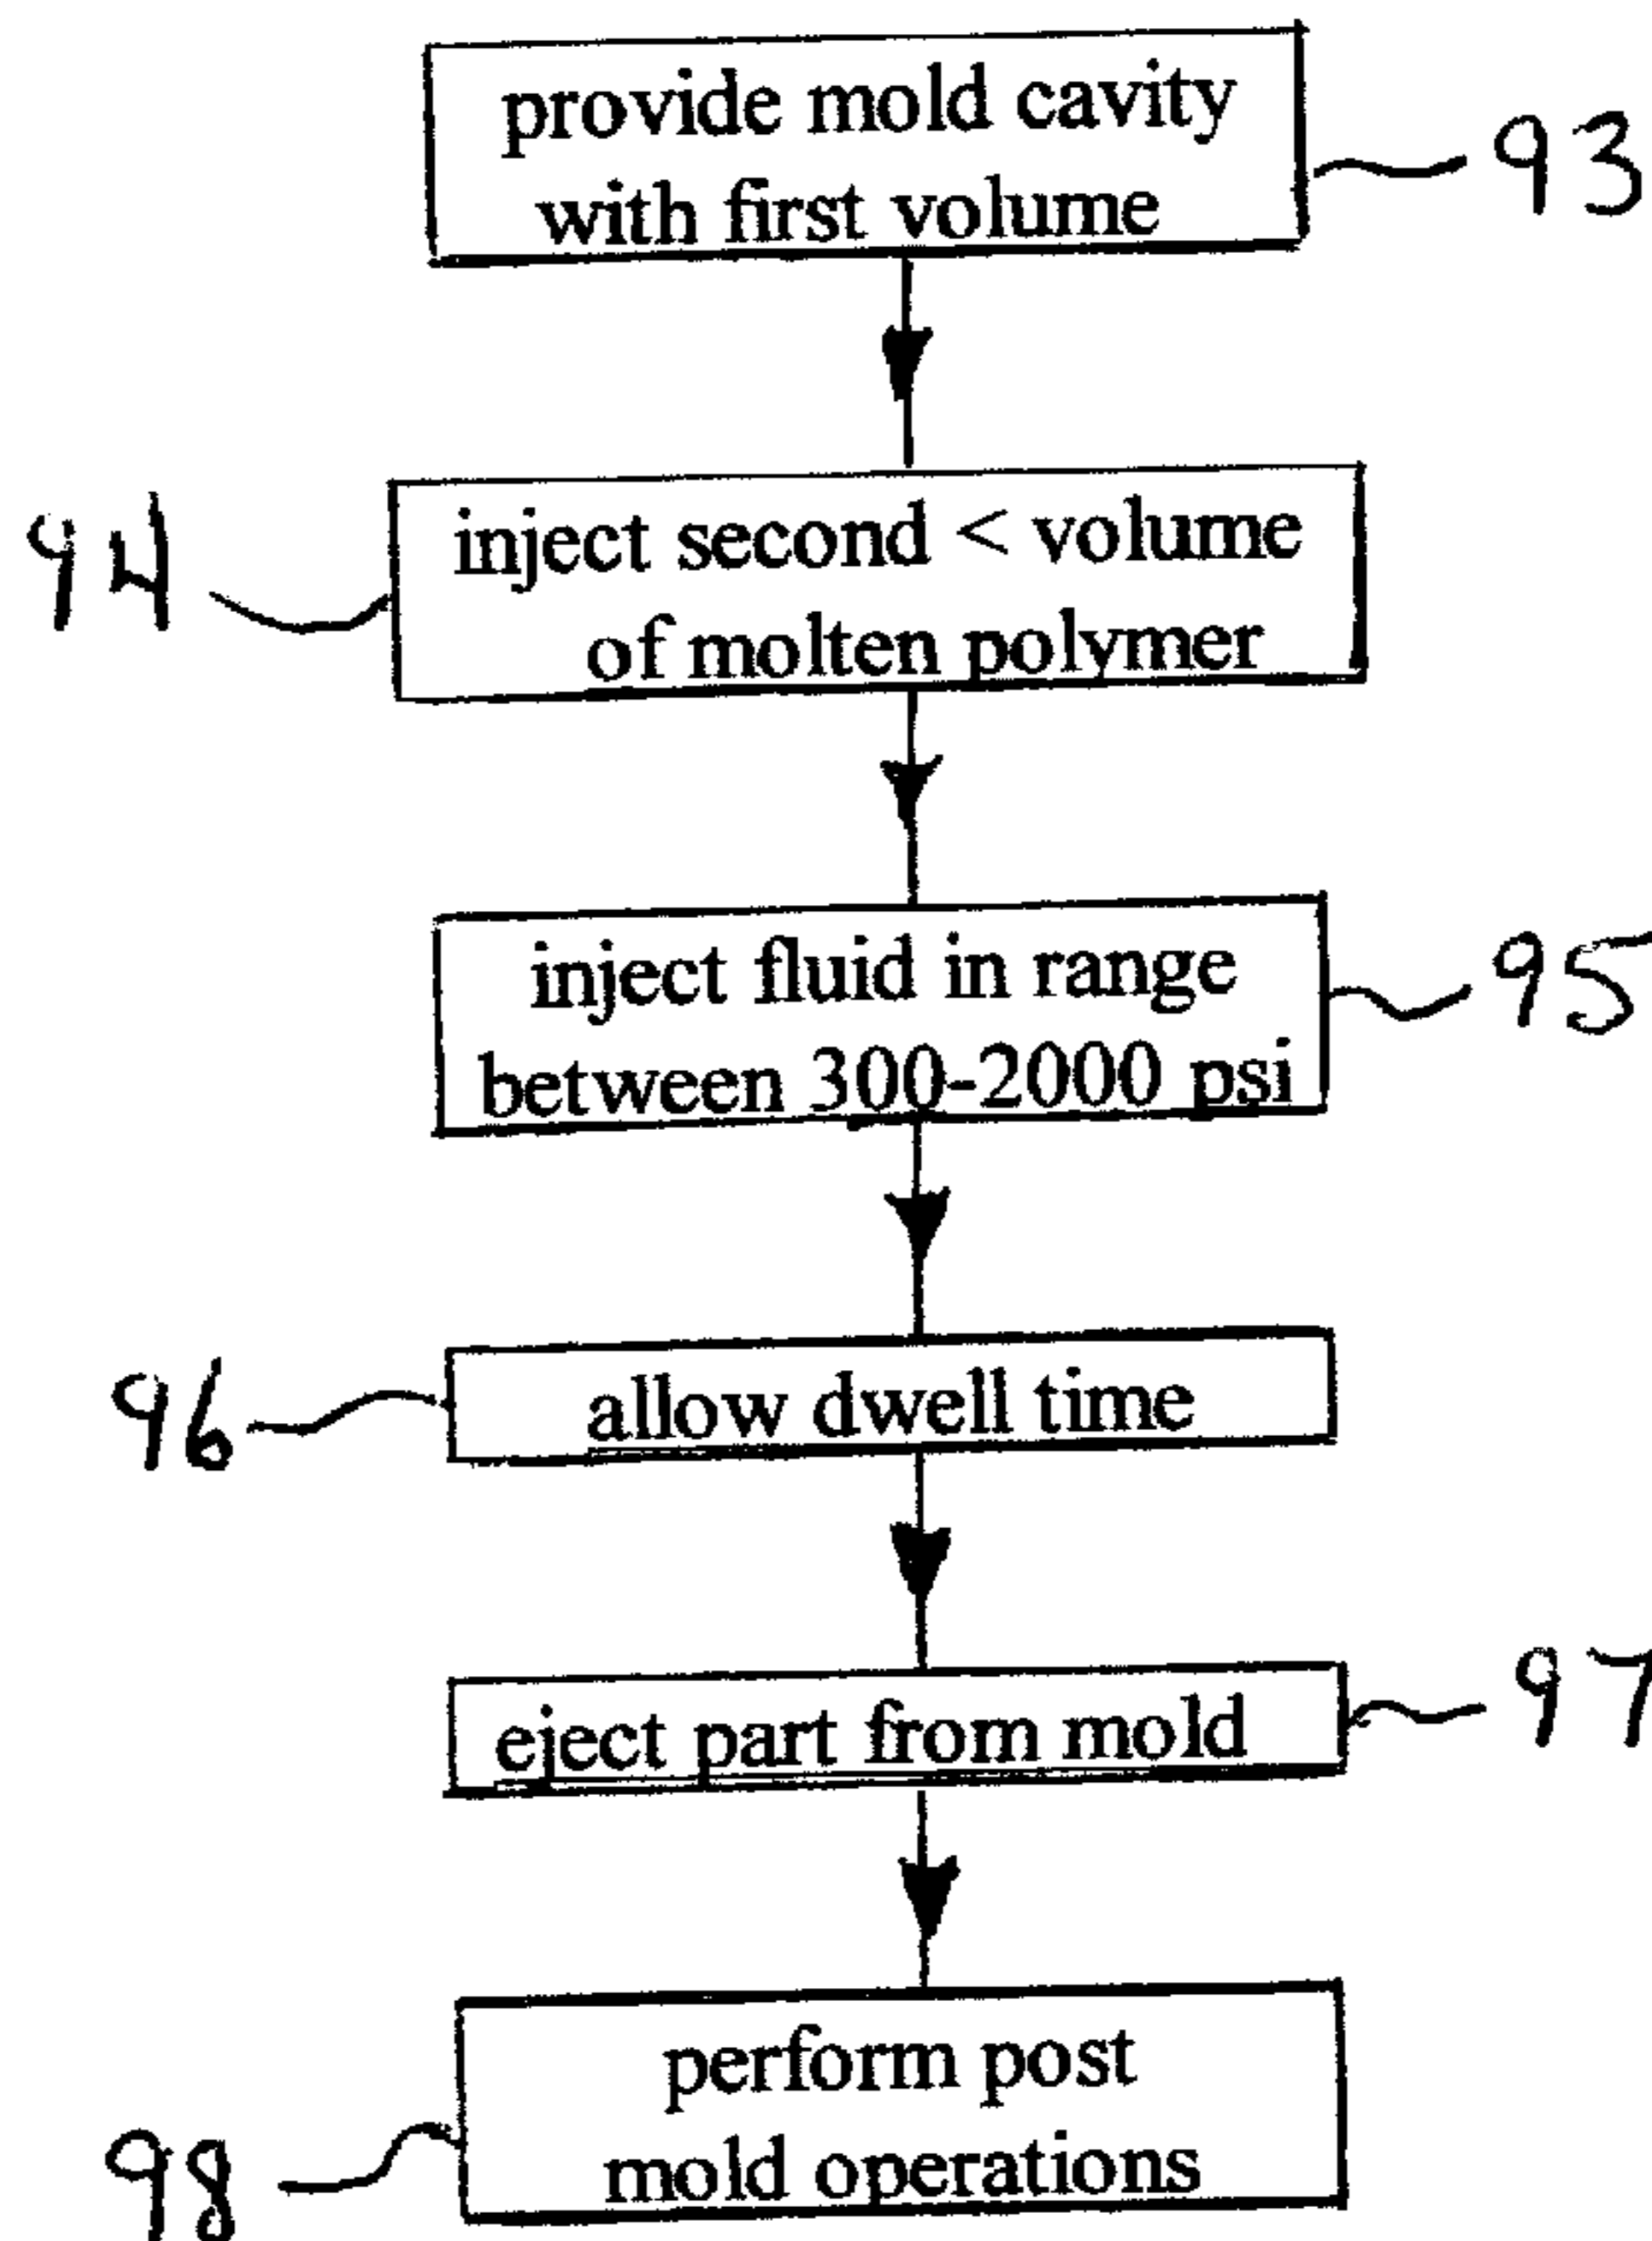 provide mold cavity
with first volume
93
inject second < volume
of molten polymer
94
inject fluid in range
between 300-2000 psi
95
allow dwell time
96
eject part from mold
97
perform post
mold operations
98